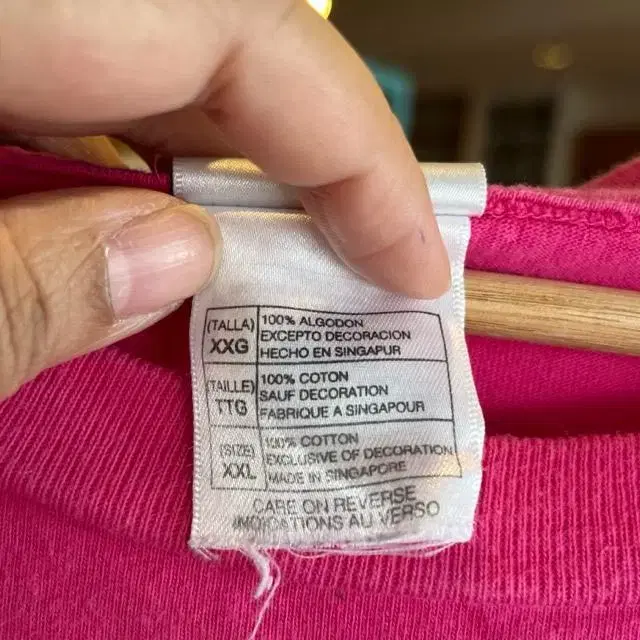 (TALLA)
XXG
100% ALGODON
EXCEPTO DECORACION
HECHO EN SINGAPUR
(TAILLE)
TTG
100% COTON
SAUF DECORATION
FABRIQUE A SINGAPOUR
(SIZE)
XXL
100% COTTON
EXCLUSIVE OF DECORATION
MADE IN SINGAPORE
CARE ON REVERSE
INDICATIONS AU VERSO